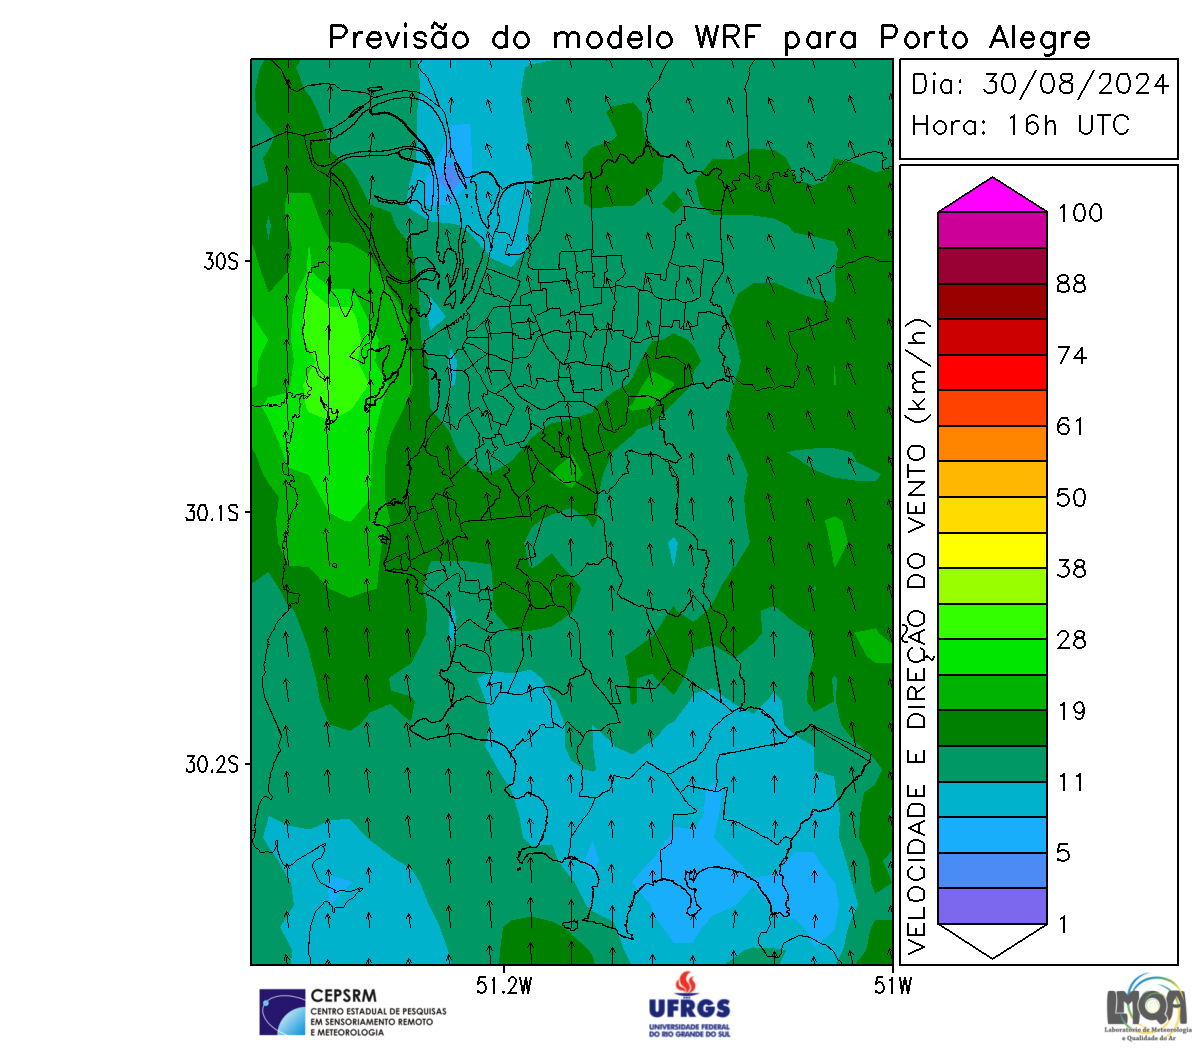 Previsão do modelo WRF para Porto Alegre
Dia: 30/08/2024
Hora: 16h UTC
30S
30.1S
30.2S
51.2W
51W
VELOCIDADE E DIREÇÃO DO VENTO (km/h)
100
88
74
61
50
38
28
19
11
5
1
CEPSRM
CENTRO ESTADUAL DE PESQUISAS
EM SENSORIAMENTO REMOTO
E METEOROLOGIA
UFRGS
UNIVERSIDADE FEDERAL
DO RIO GRANDE DO SUL
LMQA
Laboratório de Meteorologia
e Qualidade do Ar